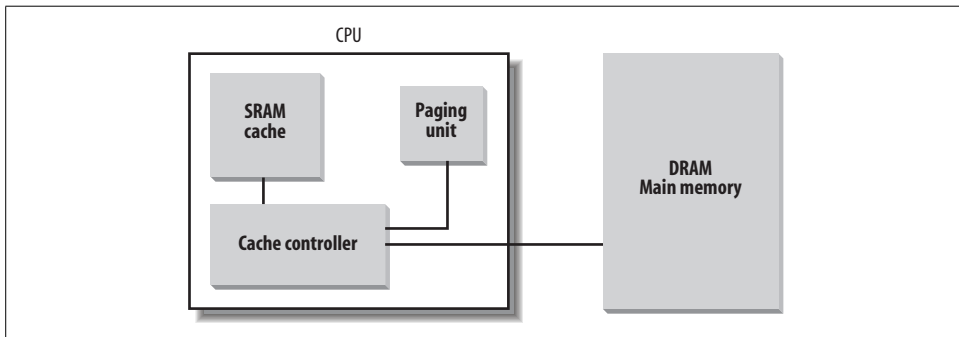 CPU
SRAM
cache
Paging
unit
DRAM
Main memory
Cache controller